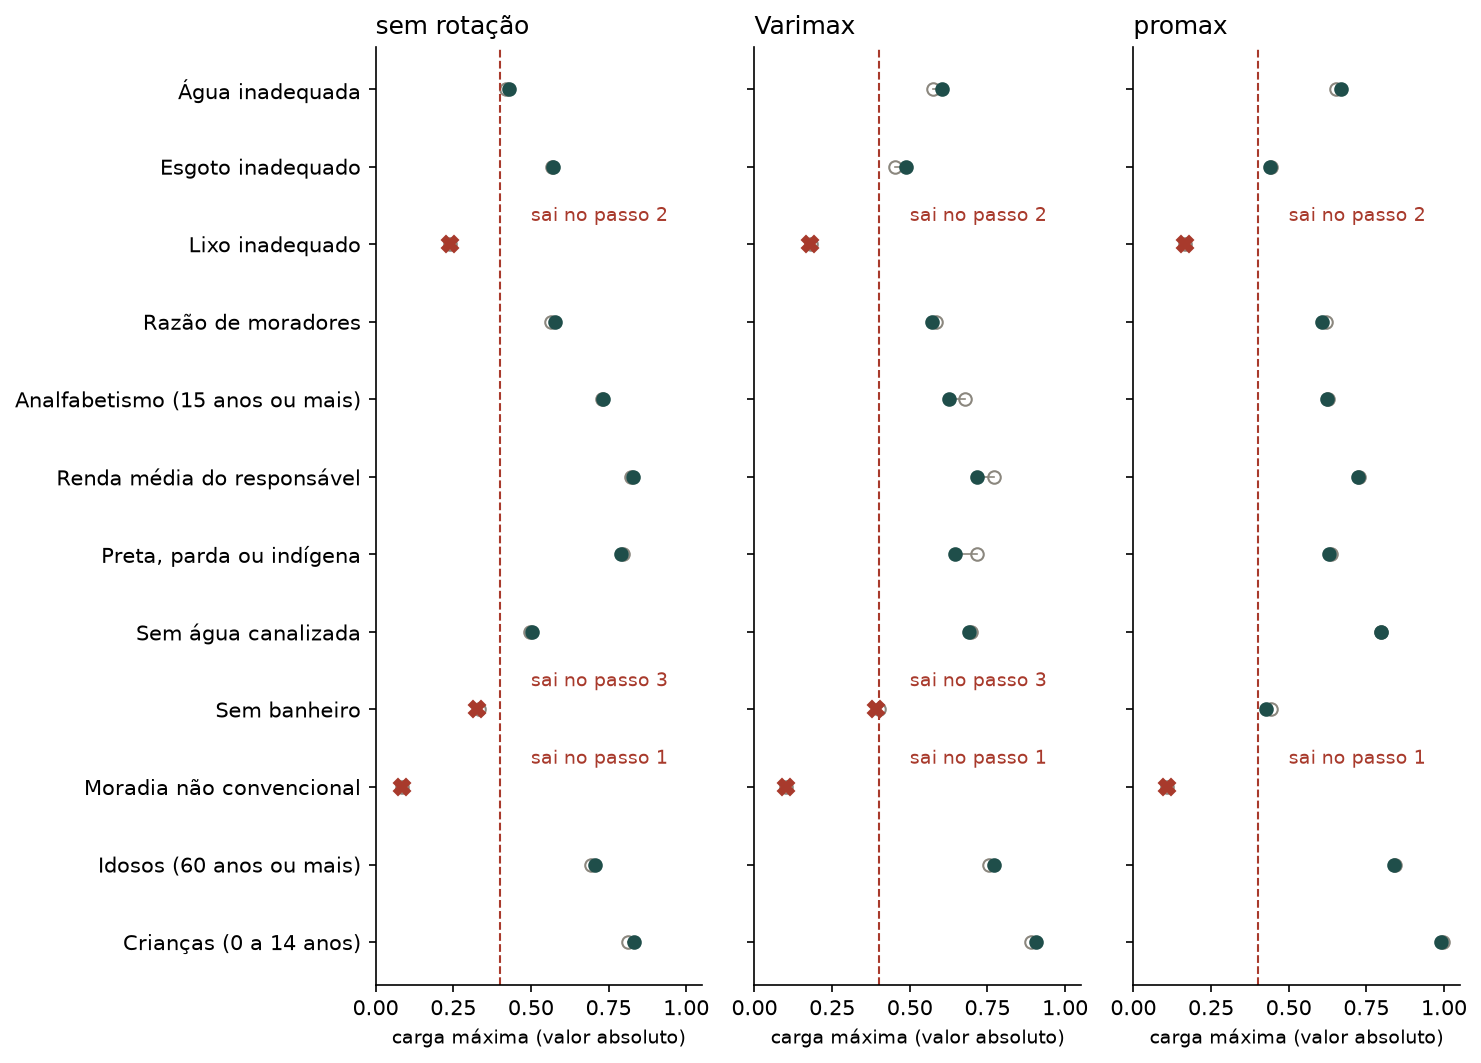 sem rotação
Varimax
promax
Água inadequada
Esgoto inadequado
sai no passo 2
sai no passo 2
sai no passo 2
Lixo inadequado
Razão de moradores
Analfabetismo (15 anos ou mais)
Renda média do responsável
Preta, parda ou indígena
Sem água canalizada
sai no passo 3
sai no passo 3
Sem banheiro
sai no passo 1
sai no passo 1
sai no passo 1
Moradia não convencional
Idosos (60 anos ou mais)
Crianças (0 a 14 anos)
0.00 0.25 0.50 0.75 1.00
0.00 0.25 0.50 0.75 1.00
0.00 0.25 0.50 0.75 1.00
carga máxima (valor absoluto)
carga máxima (valor absoluto)
carga máxima (valor absoluto)